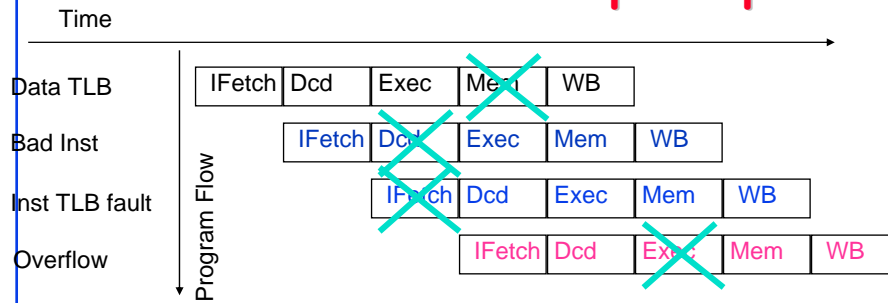 Time
Data TLB IFetch Dcd Exec Mem WB
Bad Inst IFetch Dcd Exec Mem WB
Inst TLB fault IFetch Dcd Exec Mem WB
Overflow IFetch Dcd Exec Mem WB
Program Flow